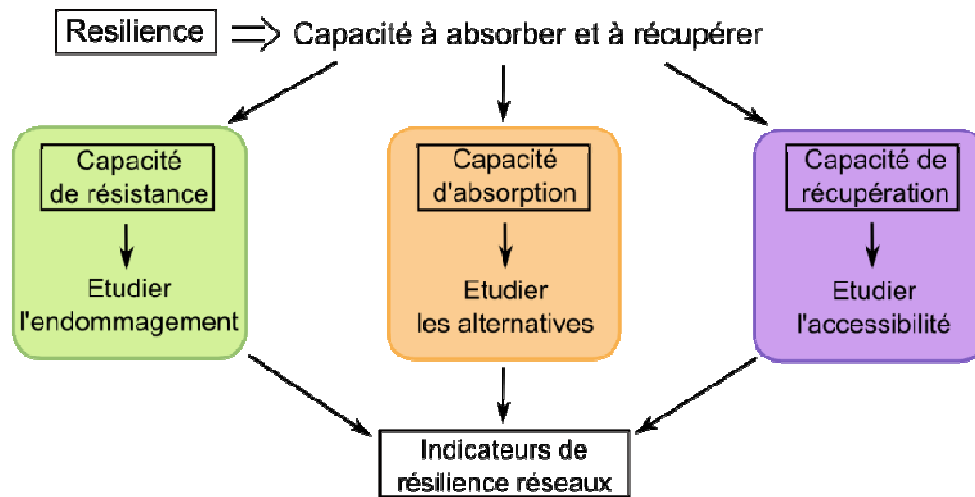 Resilience ⇒ Capacité à absorber et à récupérer
Capacité
de résistance
Etudier
l'endommagement
Capacité
d'absorption
Etudier
les alternatives
Capacité de
récupération
Etudier
l'accessibilité
Indicateurs de
résilience réseaux